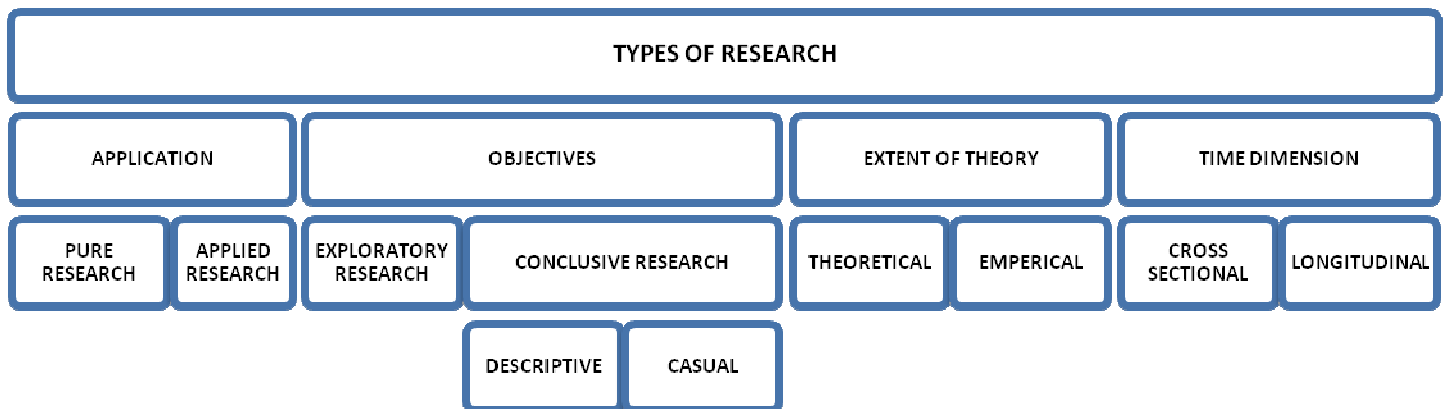 TYPES OF RESEARCH
APPLICATION
OBJECTIVES
EXTENT OF THEORY
TIME DIMENSION
PURE
RESEARCH
APPLIED
RESEARCH
EXPLORATORY
RESEARCH
CONCLUSIVE RESEARCH
THEORETICAL
EMPERICAL
CROSS
SECTIONAL
LONGITUDINAL
DESCRIPTIVE
CASUAL